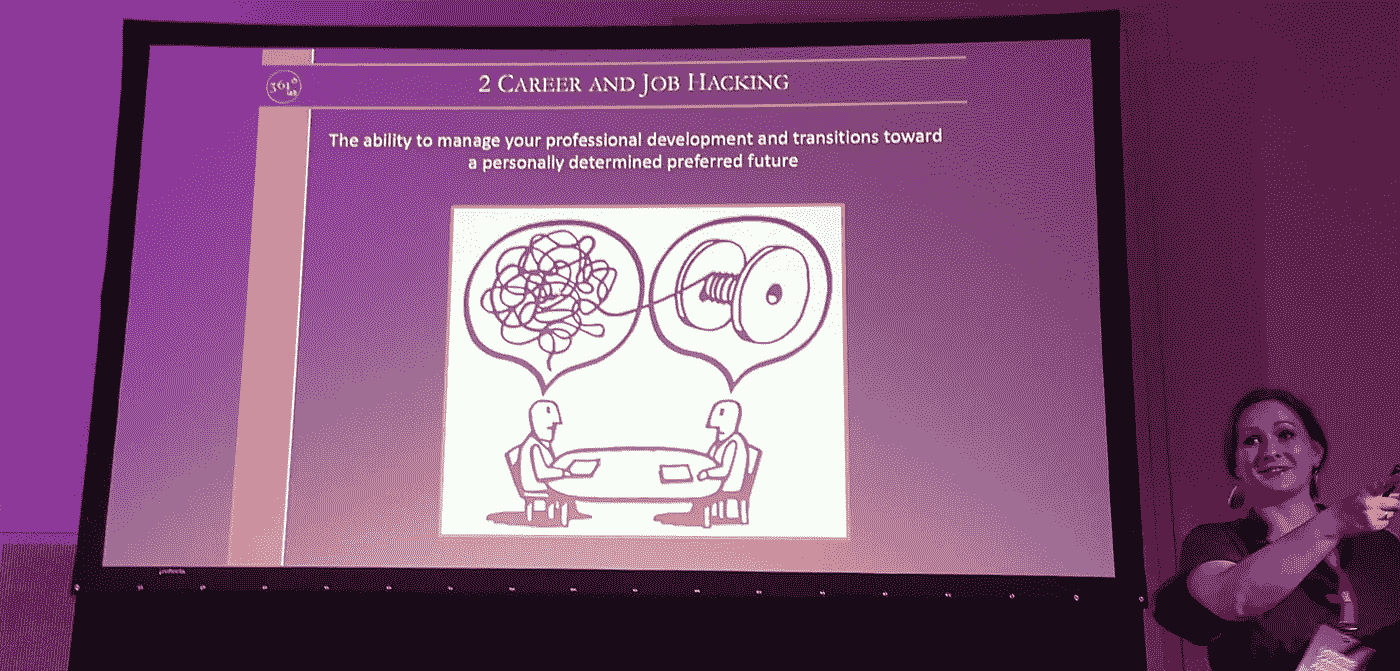 361°
LAB
2 CAREER AND JOB HACKING
The ability to manage your professional development and transitions toward
a personally determined preferred future